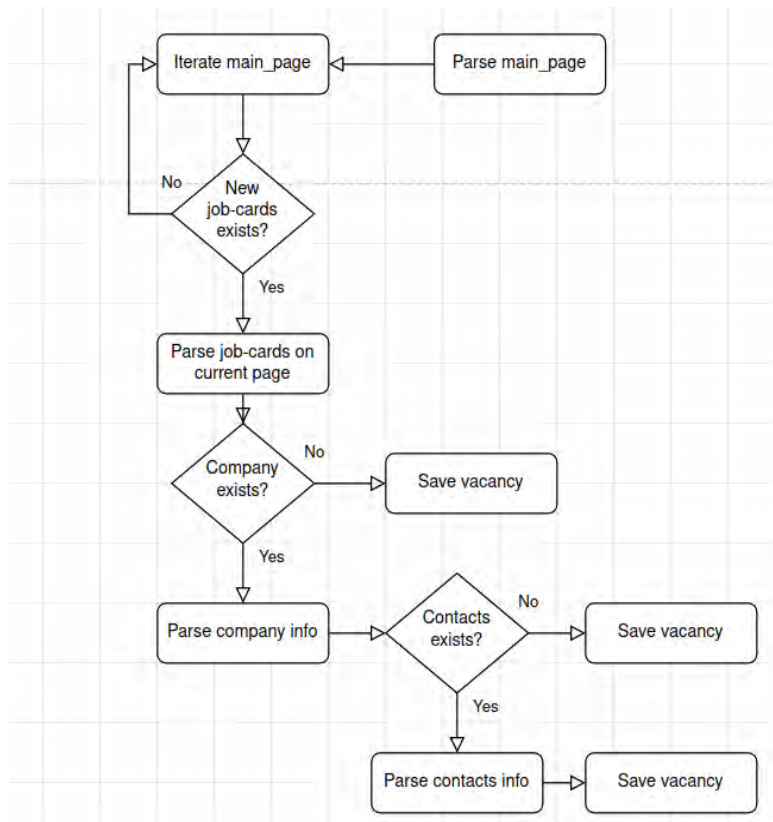 Iterate main_page
Parse main_page
No
New
job-cards
exists?
Yes
Parse job-cards on
current page
Company
exists?
No
Save vacancy
Yes
Parse company info
Contacts
exists?
No
Save vacancy
Yes
Parse contacts info
Save vacancy